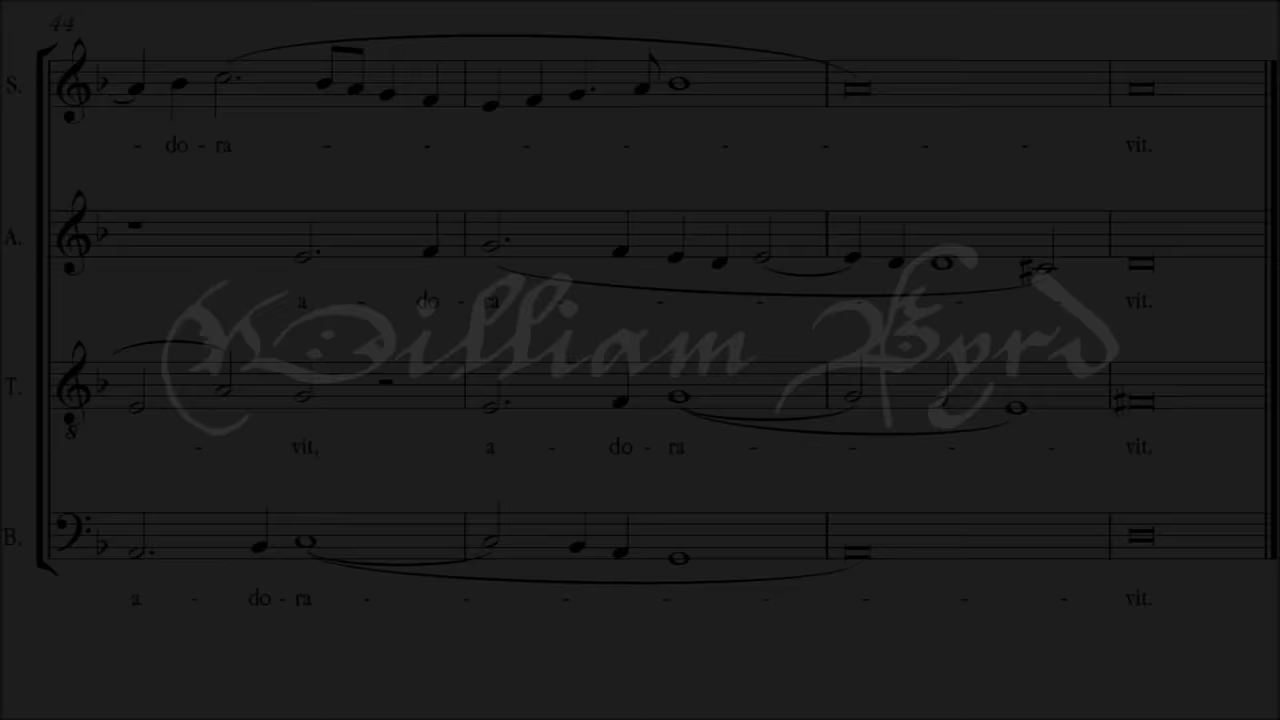 44
S.
- do - ra - - - - - - - - vit.
A.
a - do - ra - - - - - vit.
William Byrd
T.
- vit, a - do - ra - - - - vit.
B.
a - do - ra - - - - - - - - vit.